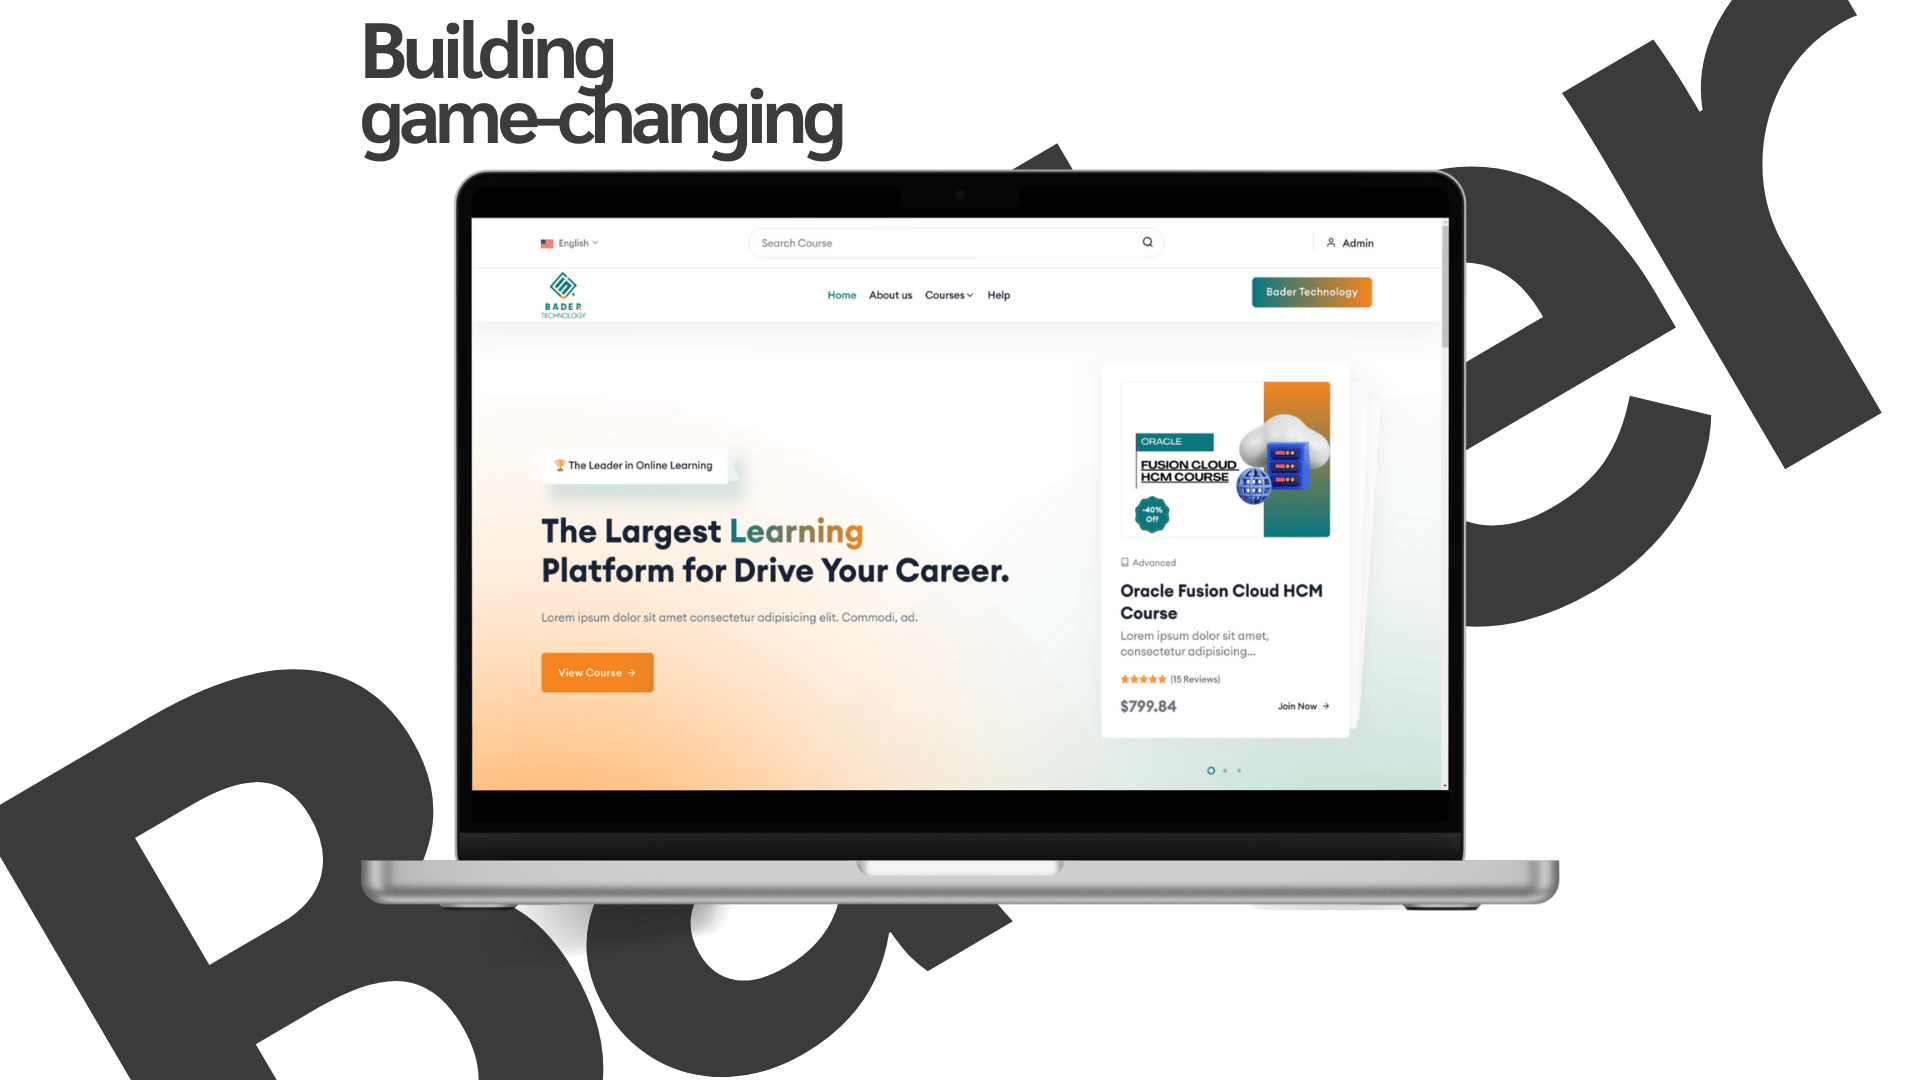 Building
game-changing
English
Search Course
Admin
BADER
TECHNOLOGY
Home About us Courses Help
Bader Technology
The Leader in Online Learning
The Largest Learning
Platform for Drive Your Career.
Lorem ipsum dolor sit amet consectetur adipisicing elit. Commodi, ad.
View Course →
ORACLE
FUSION CLOUD
HCM COURSE
-40%
Off
Advanced
Oracle Fusion Cloud HCM
Course
Lorem ipsum dolor sit amet,
consectetur adipisicing...
(15 Reviews)
$799.84
Join Now →
Bader